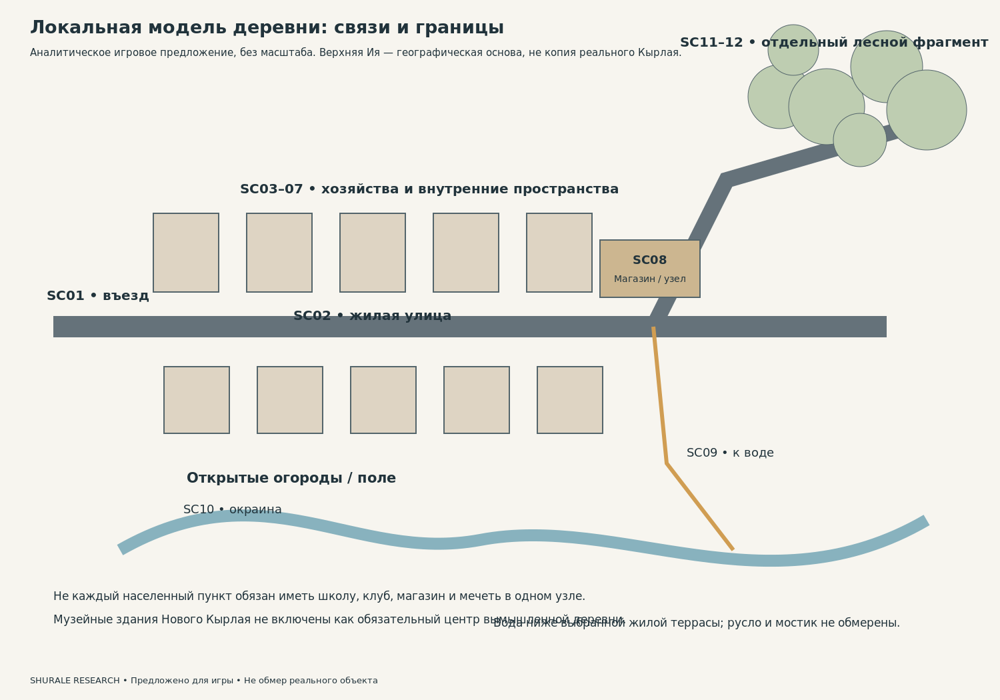 Локальная модель деревни: связи и границы
SC11–12 • отдельный лесной фрагмент
Аналитическое игровое предложение, без масштаба. Верхняя Ия — географическая основа, не копия реального Кырлая.
SC03–07 • хозяйства и внутренние пространства
SC08
Магазин / узел
SC01 • въезд
SC02 • жилая улица
SC09 • к воде
Открытые огороды / поле
SC10 • окраина
Не каждый населенный пункт обязан иметь школу, клуб, магазин и мечеть в одном узле.
Музейные здания Нового Кырлая не включены как обязательный центр вымышленной деревни.
Вода ниже выбранной жилой террасы; русло и мостик не обмерены.
SHURALE RESEARCH • Предложено для игры • Не обмер реального объекта